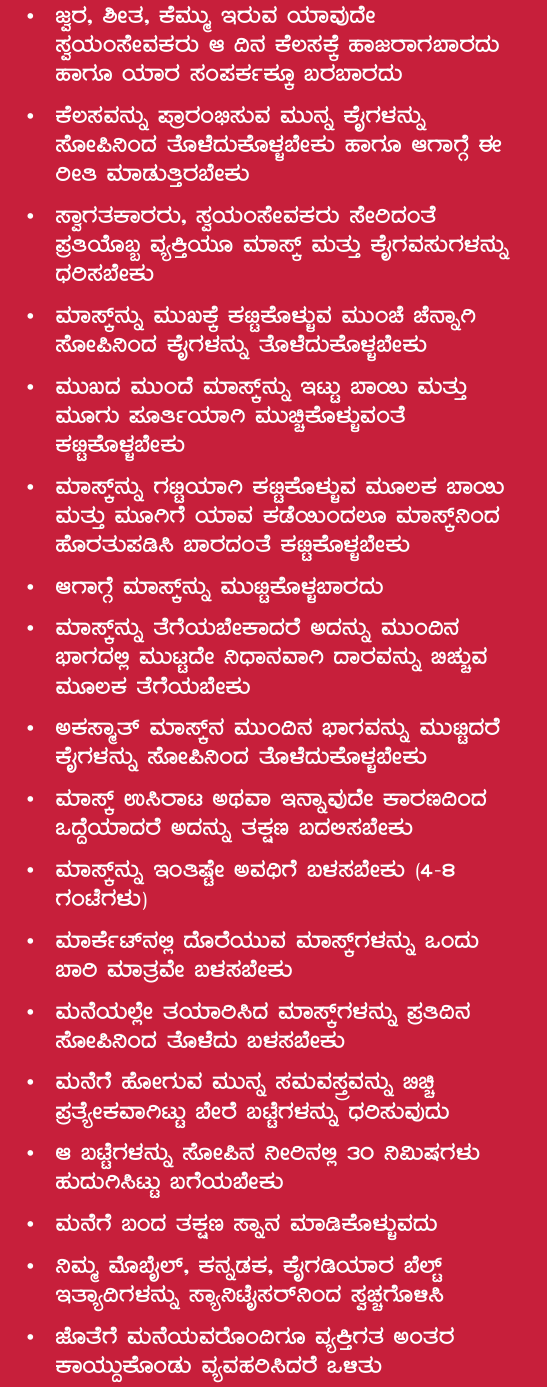 • ಜ್ವರ, ಶೀತ, ಕೆಮ್ಮು ಇರುವ ಯಾವುದೇ
ಸ್ವಯಂಸೇವಕರು ಆ ದಿನ ಕೆಲಸಕ್ಕೆ ಹಾಜರಾಗಬಾರದು
ಹಾಗೂ ಯಾರ ಸಂಪರ್ಕಕ್ಕೂ ಬರಬಾರದು
• ಕೆಲಸವನ್ನು ಪ್ರಾರಂಭಿಸುವ ಮುನ್ನ ಕೈಗಳನ್ನು
ಸೋಪಿನಿಂದ ತೊಳೆದುಕೊಳ್ಳಬೇಕು ಹಾಗೂ ಆಗಾಗ್ಗೆ ಈ
ರೀತಿ ಮಾಡುತ್ತಿರಬೇಕು
• ಸ್ವಾಗತಕಾರರು, ಸ್ವಯಂಸೇವಕರು ಸೇರಿದಂತೆ
ಪ್ರತಿಯೊಬ್ಬ ವ್ಯಕ್ತಿಯೂ ಮಾಸ್ಕ್ ಮತ್ತು ಕೈಗವಸುಗಳನ್ನು
ಧರಿಸಬೇಕು
• ಮಾಸ್ಕ್‌ನ್ನು ಮುಖಕ್ಕೆ ಕಟ್ಟಿಕೊಳ್ಳುವ ಮುಂಚೆ ಚೆನ್ನಾಗಿ
ಸೋಪಿನಿಂದ ಕೈಗಳನ್ನು ತೊಳೆದುಕೊಳ್ಳಬೇಕು
• ಮುಖದ ಮುಂದೆ ಮಾಸ್ಕ್‌ನ್ನು ಇಟ್ಟು ಬಾಯಿ ಮತ್ತು
ಮೂಗು ಪೂರ್ತಿಯಾಗಿ ಮುಚ್ಚಿಕೊಳ್ಳುವಂತೆ
ಕಟ್ಟಿಕೊಳ್ಳಬೇಕು
• ಮಾಸ್ಕ್‌ನ್ನು ಗಟ್ಟಿಯಾಗಿ ಕಟ್ಟಿಕೊಳ್ಳುವ ಮೂಲಕ ಬಾಯಿ
ಮತ್ತು ಮೂಗಿಗೆ ಯಾವ ಕಡೆಯಿಂದಲೂ ಮಾಸ್ಕ್‌ನಿಂದ
ಹೊರತುಪಡಿಸಿ ಬಾರದಂತೆ ಕಟ್ಟಿಕೊಳ್ಳಬೇಕು
• ಆಗಾಗ್ಗೆ ಮಾಸ್ಕ್‌ನ್ನು ಮುಟ್ಟಿಕೊಳ್ಳಬಾರದು
• ಮಾಸ್ಕ್‌ನ್ನು ತೆಗೆಯಬೇಕಾದರೆ ಅದನ್ನು ಮುಂದಿನ
ಭಾಗದಲ್ಲಿ ಮುಟ್ಟದೇ ನಿಧಾನವಾಗಿ ದಾರವನ್ನು ಬಿಚ್ಚುವ
ಮೂಲಕ ತೆಗೆಯಬೇಕು
• ಅಕಸ್ಮಾತ್ ಮಾಸ್ಕ್‌ನ ಮುಂದಿನ ಭಾಗವನ್ನು ಮುಟ್ಟಿದರೆ
ಕೈಗಳನ್ನು ಸೋಪಿನಿಂದ ತೊಳೆದುಕೊಳ್ಳಬೇಕು
• ಮಾಸ್ಕ್ ಉಸಿರಾಟ ಅಥವಾ ಇನ್ನಾವುದೇ ಕಾರಣದಿಂದ
ಒದ್ದೆಯಾದರೆ ಅದನ್ನು ತಕ್ಷಣ ಬದಲಿಸಬೇಕು
• ಮಾಸ್ಕ್‌ನ್ನು ಇಂತಿಷ್ಟೇ ಅವಧಿಗೆ ಬಳಸಬೇಕು (4-8
ಗಂಟೆಗಳು)
• ಮಾರ್ಕೆಟ್‌ನಲ್ಲಿ ದೊರೆಯುವ ಮಾಸ್ಕ್‌ಗಳನ್ನು ಒಂದು
ಬಾರಿ ಮಾತ್ರವೇ ಬಳಸಬೇಕು
• ಮನೆಯಲ್ಲೇ ತಯಾರಿಸಿದ ಮಾಸ್ಕ್‌ಗಳನ್ನು ಪ್ರತಿದಿನ
ಸೋಪಿನಿಂದ ತೊಳೆದು ಬಳಸಬೇಕು
• ಮನೆಗೆ ಹೋಗುವ ಮುನ್ನ ಸಮವಸ್ತ್ರವನ್ನು ಬಿಚ್ಚಿ
ಪ್ರತ್ಯೇಕವಾಗಿಟ್ಟು ಬೇರೆ ಬಟ್ಟೆಗಳನ್ನು ಧರಿಸುವುದು
• ಆ ಬಟ್ಟೆಗಳನ್ನು ಸೋಪಿನ ನೀರಿನಲ್ಲಿ 30 ನಿಮಿಷಗಳು
ಹುದುಗಿಸಿಟ್ಟು ಬಗೆಯಬೇಕು
• ಮನೆಗೆ ಬಂದ ತಕ್ಷಣ ಸ್ನಾನ ಮಾಡಿಕೊಳ್ಳುವದು
• ನಿಮ್ಮ ಮೊಬೈಲ್, ಕನ್ನಡಕ, ಕೈಗಡಿಯಾರ ಬೆಲ್ಟ್
ಇತ್ಯಾದಿಗಳನ್ನು ಸ್ಯಾನಿಟೈಸರ್‌ನಿಂದ ಸ್ವಚ್ಚಗೊಳಿಸಿ
• ಜೊತೆಗೆ ಮನೆಯವರೊಂದಿಗೂ ವ್ಯಕ್ತಿಗತ ಅಂತರ
ಕಾಯ್ದುಕೊಂಡು ವ್ಯವಹರಿಸಿದರೆ ಒಳಿತು